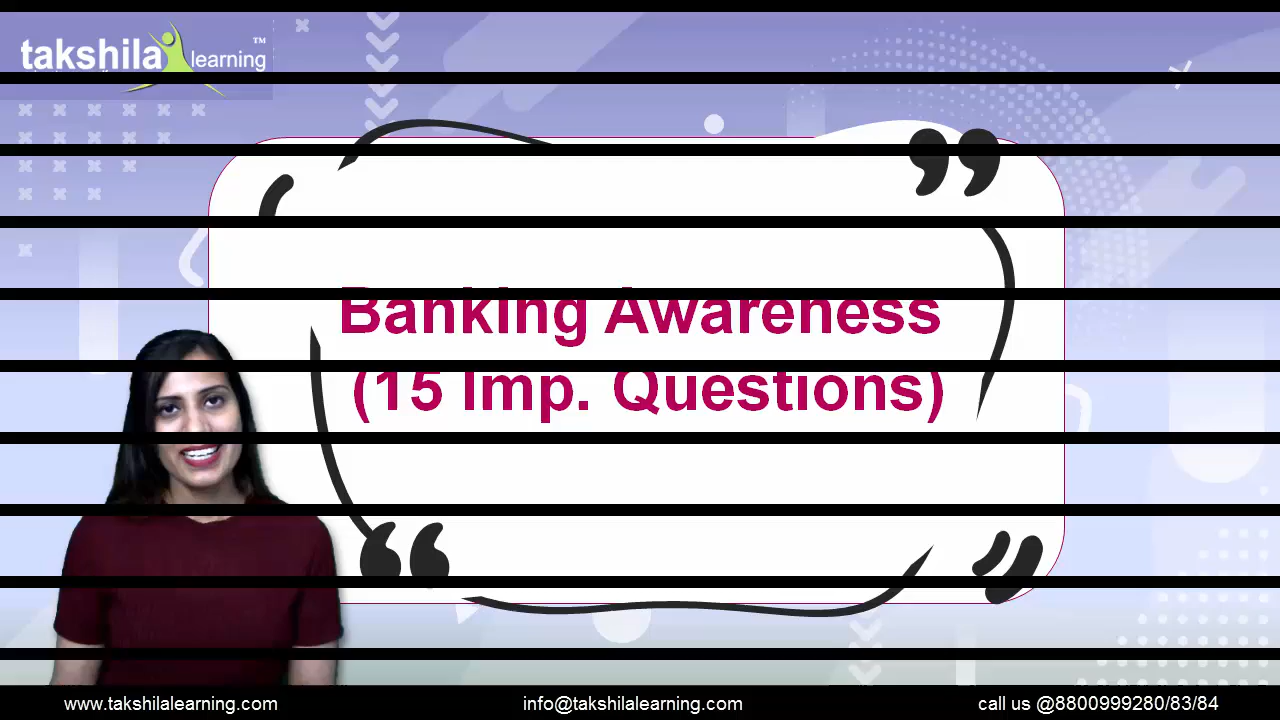 takshila learning ™
Banking Awareness
(15 Imp. Questions)
www.takshilalearning.com
info@takshilalearning.com
call us @8800999280/83/84